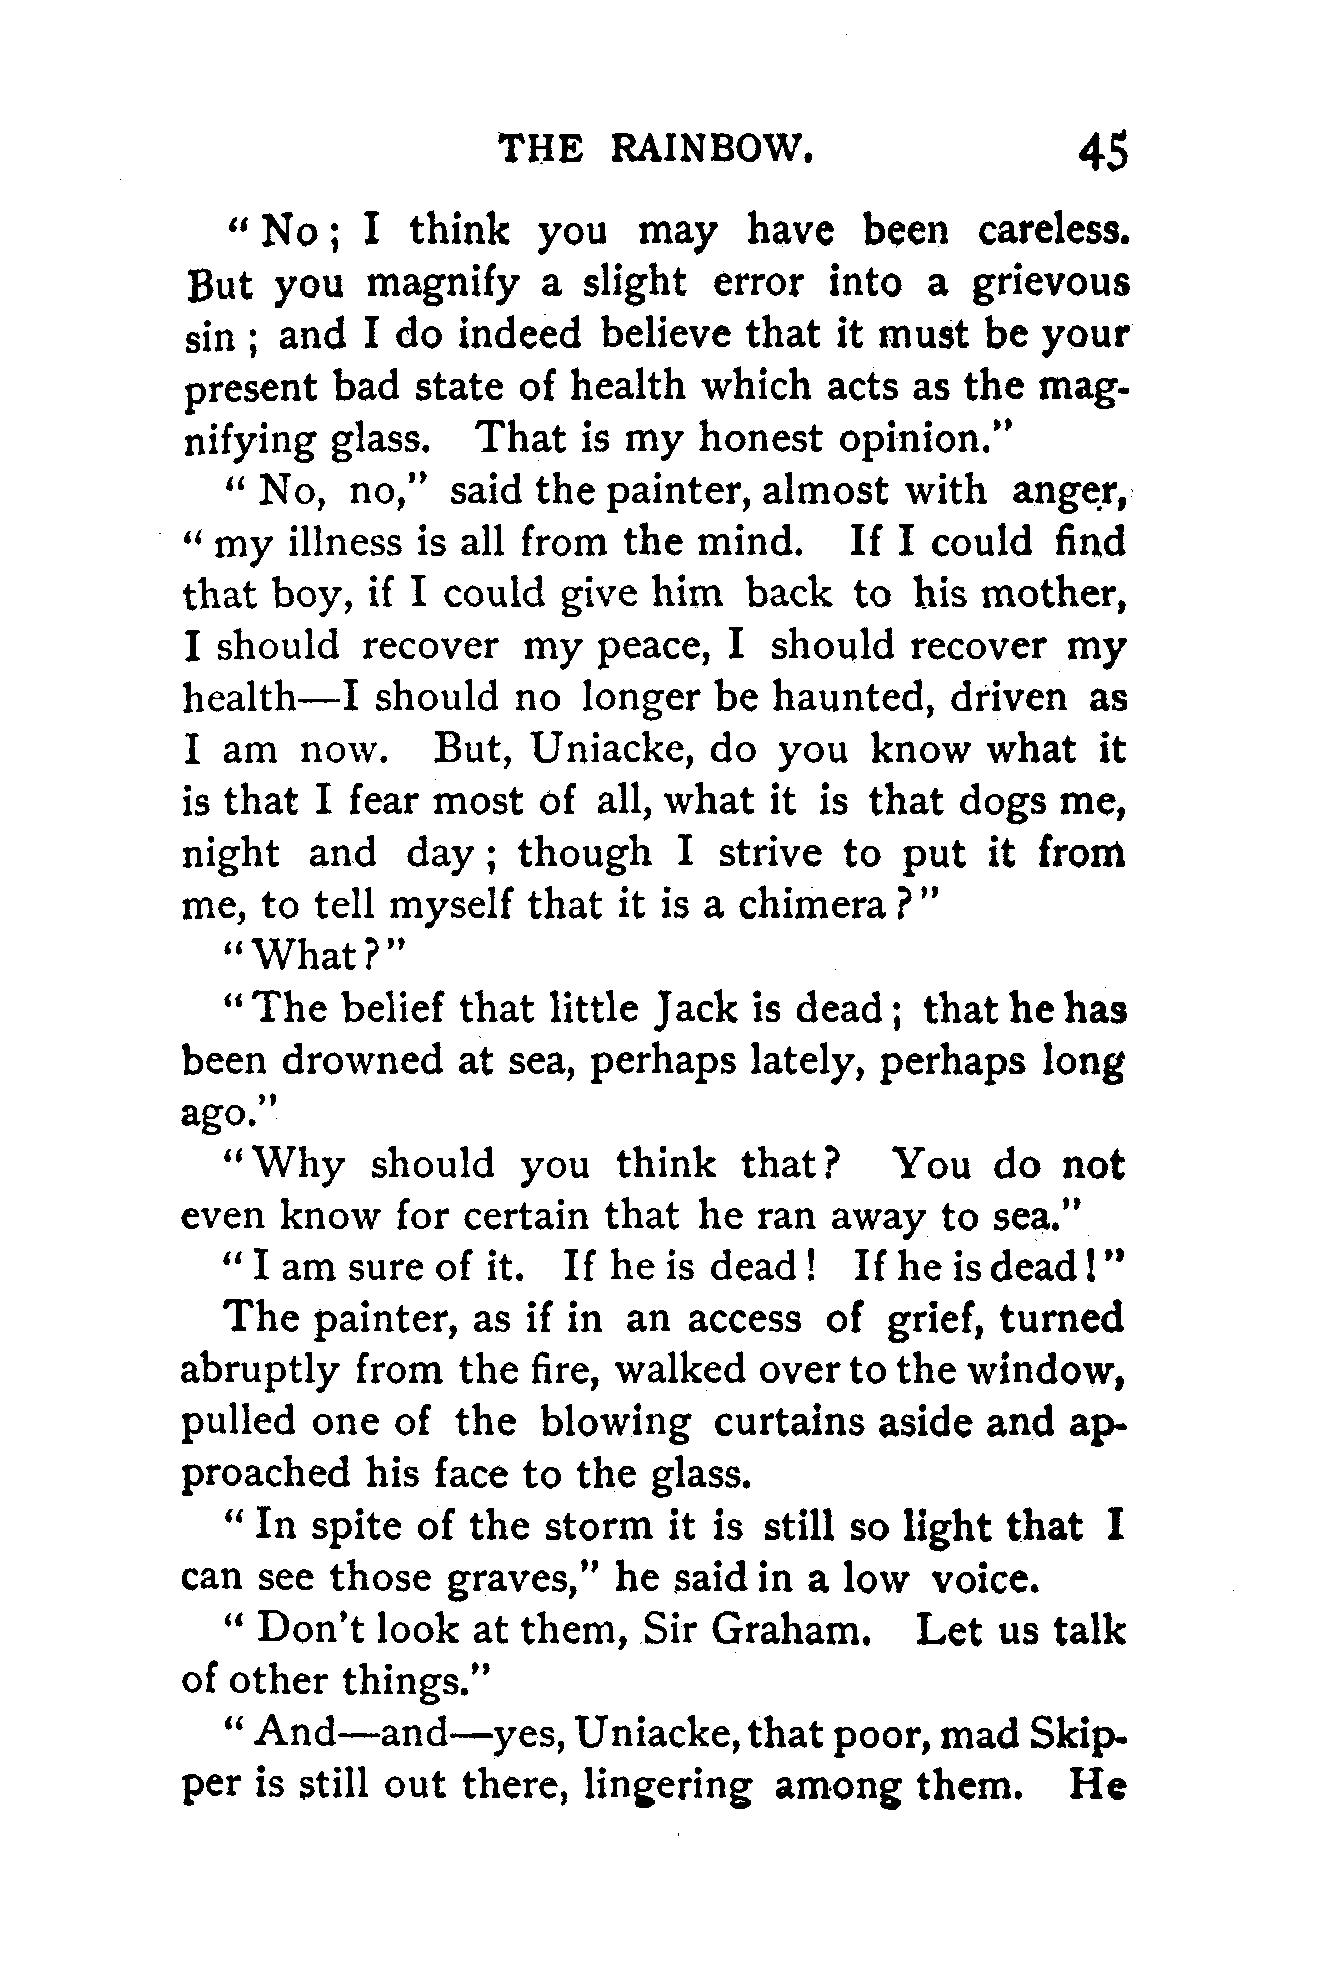 THE RAINBOW. 45
" No ; I think you may have been careless.
But you magnify a slight error into a grievous
sin ; and I do indeed believe that it must be your
present bad state of health which acts as the mag-
nifying glass. That is my honest opinion."
" No, no," said the painter, almost with anger,
" my illness is all from the mind. If I could find
that boy, if I could give him back to his mother,
I should recover my peace, I should recover my
health—I should no longer be haunted, driven as
I am now. But, Uniacke, do you know what it
is that I fear most of all, what it is that dogs me,
night and day ; though I strive to put it from
me, to tell myself that it is a chimera ? "
" What ? "
" The belief that little Jack is dead ; that he has
been drowned at sea, perhaps lately, perhaps long
ago."
" Why should you think that ? You do not
even know for certain that he ran away to sea."
" I am sure of it. If he is dead ! If he is dead ! "
The painter, as if in an access of grief, turned
abruptly from the fire, walked over to the window,
pulled one of the blowing curtains aside and ap-
proached his face to the glass.
" In spite of the storm it is still so light that I
can see those graves," he said in a low voice.
" Don't look at them, Sir Graham. Let us talk
of other things."
" And—and—yes, Uniacke, that poor, mad Skip-
per is still out there, lingering among them. He